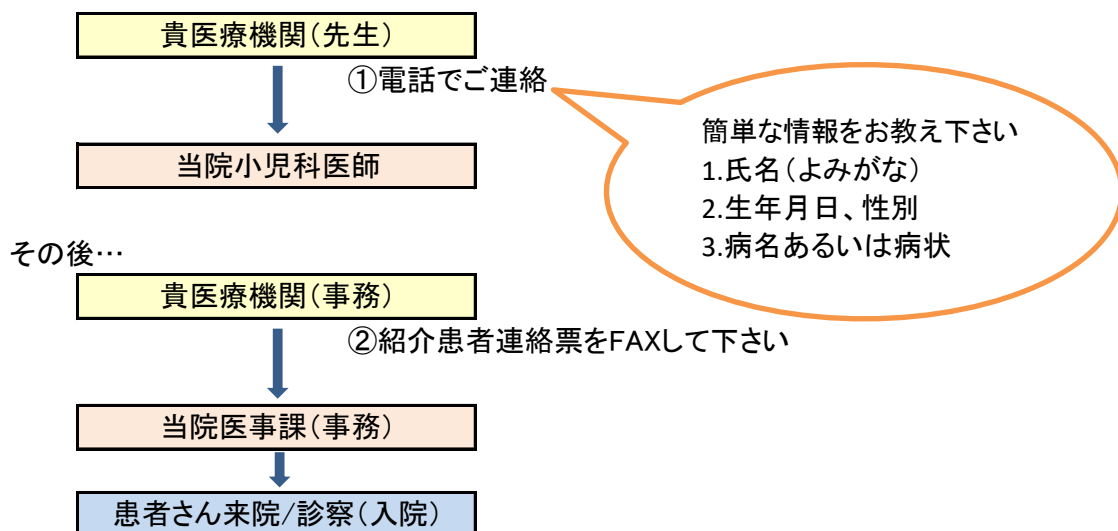 貴医療機関(先生)
①電話でご連絡
簡単な情報をお教え下さい
1.氏名(よみがな)
2.生年月日、性別
3.病名あるいは病状
当院小児科医師
その後…
貴医療機関(事務)
②紹介患者連絡票をFAXして下さい
当院医事課(事務)
患者さん来院/診察(入院)